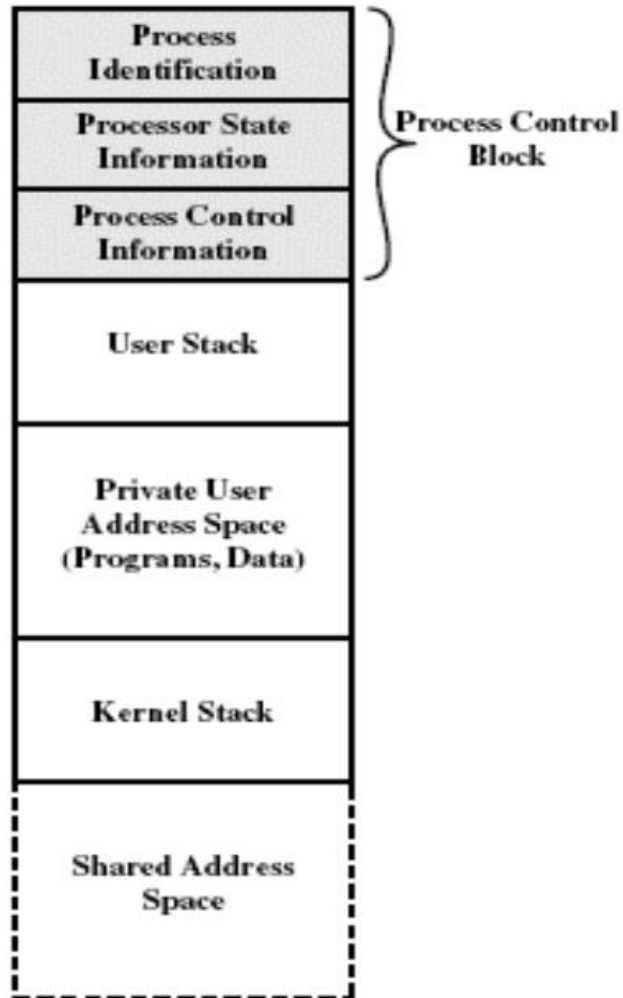 Process
Identification
Processor State
Information
Process Control
Information
Process Control
Block
User Stack
Private User
Address Space
(Programs, Data)
Kernel Stack
Shared Address
Space